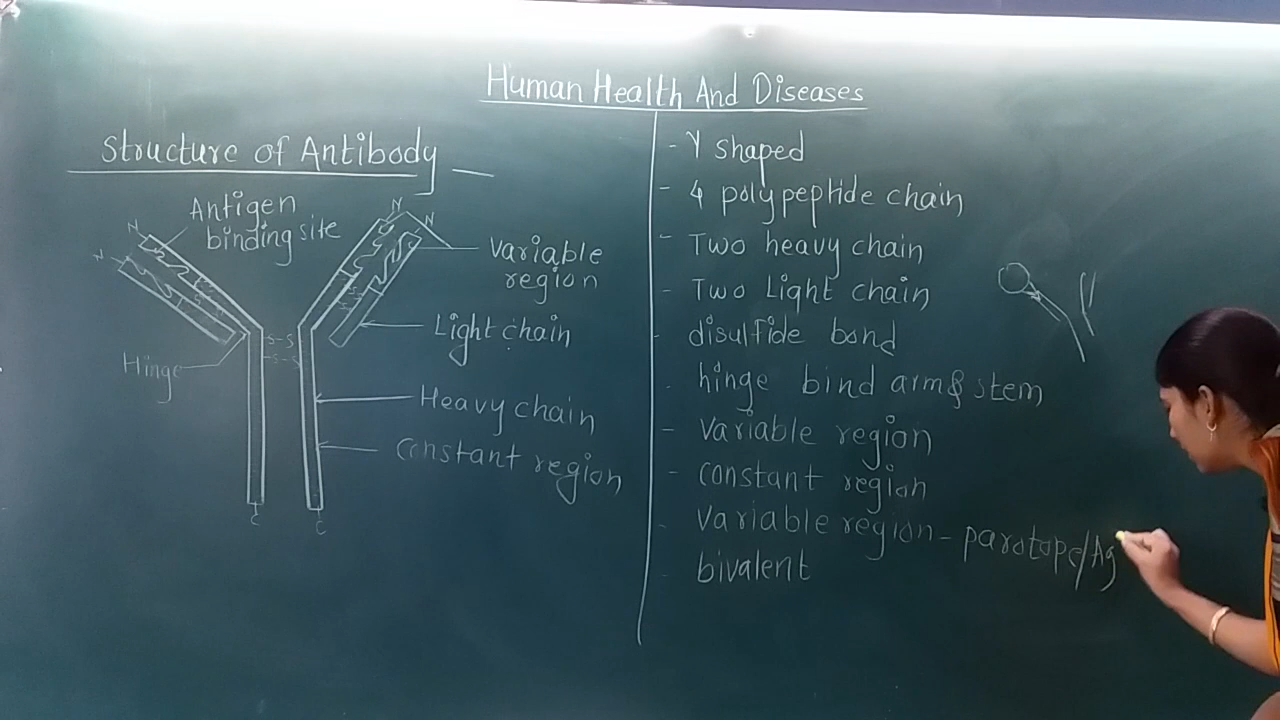 Human Health And Diseases
Structure of Antibody
Antigen
binding site
N
N
N
N
Variable
region
Light chain
Hinge
S-S
S-S
Heavy chain
Constant region
C
C
- Y shaped
- 4 polypeptide chain
- Two heavy chain
- Two Light chain
- disulfide bond
- hinge bind arm & stem
- Variable region
- constant region
- Variable region - paratope/Ag
- bivalent